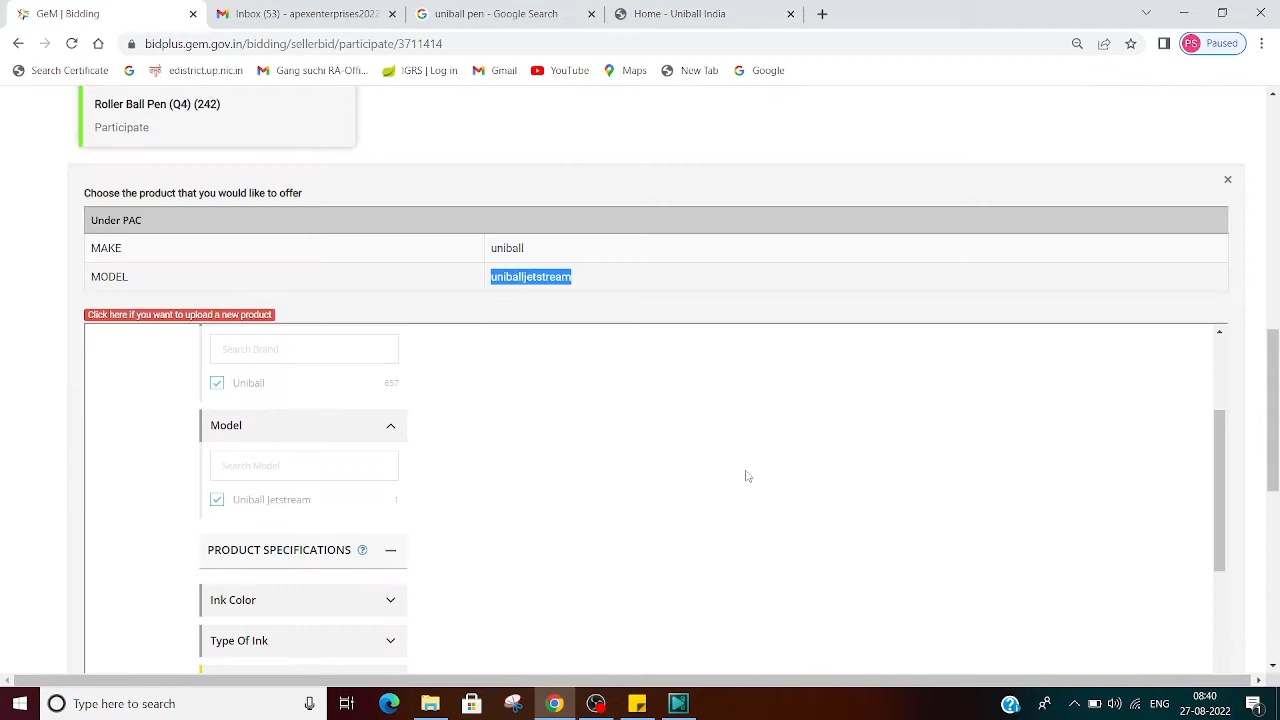 GeM | Bidding
Inbox (53) - apexenterprises2022
uniball pen - Google Search
Home - Uniball India
bidplus.gem.gov.in/bidding/sellerbid/participate/3711414
PS Paused
Search Certificate
edistrict.up.nic.in
Gang suchi RA-Offi...
IGRS | Log in
Gmail
YouTube
Maps
New Tab
Google
Roller Ball Pen (Q4) (242)
Participate
Choose the product that you would like to offer
Under PAC
MAKE uniball
MODEL uniballjetstream
Click here if you want to upload a new product
Search Brand
Uniball 657
Model
Search Model
Uniball Jetstream 1
PRODUCT SPECIFICATIONS
Ink Color
Type Of Ink
Type here to search
ENG
08:40
27-08-2022